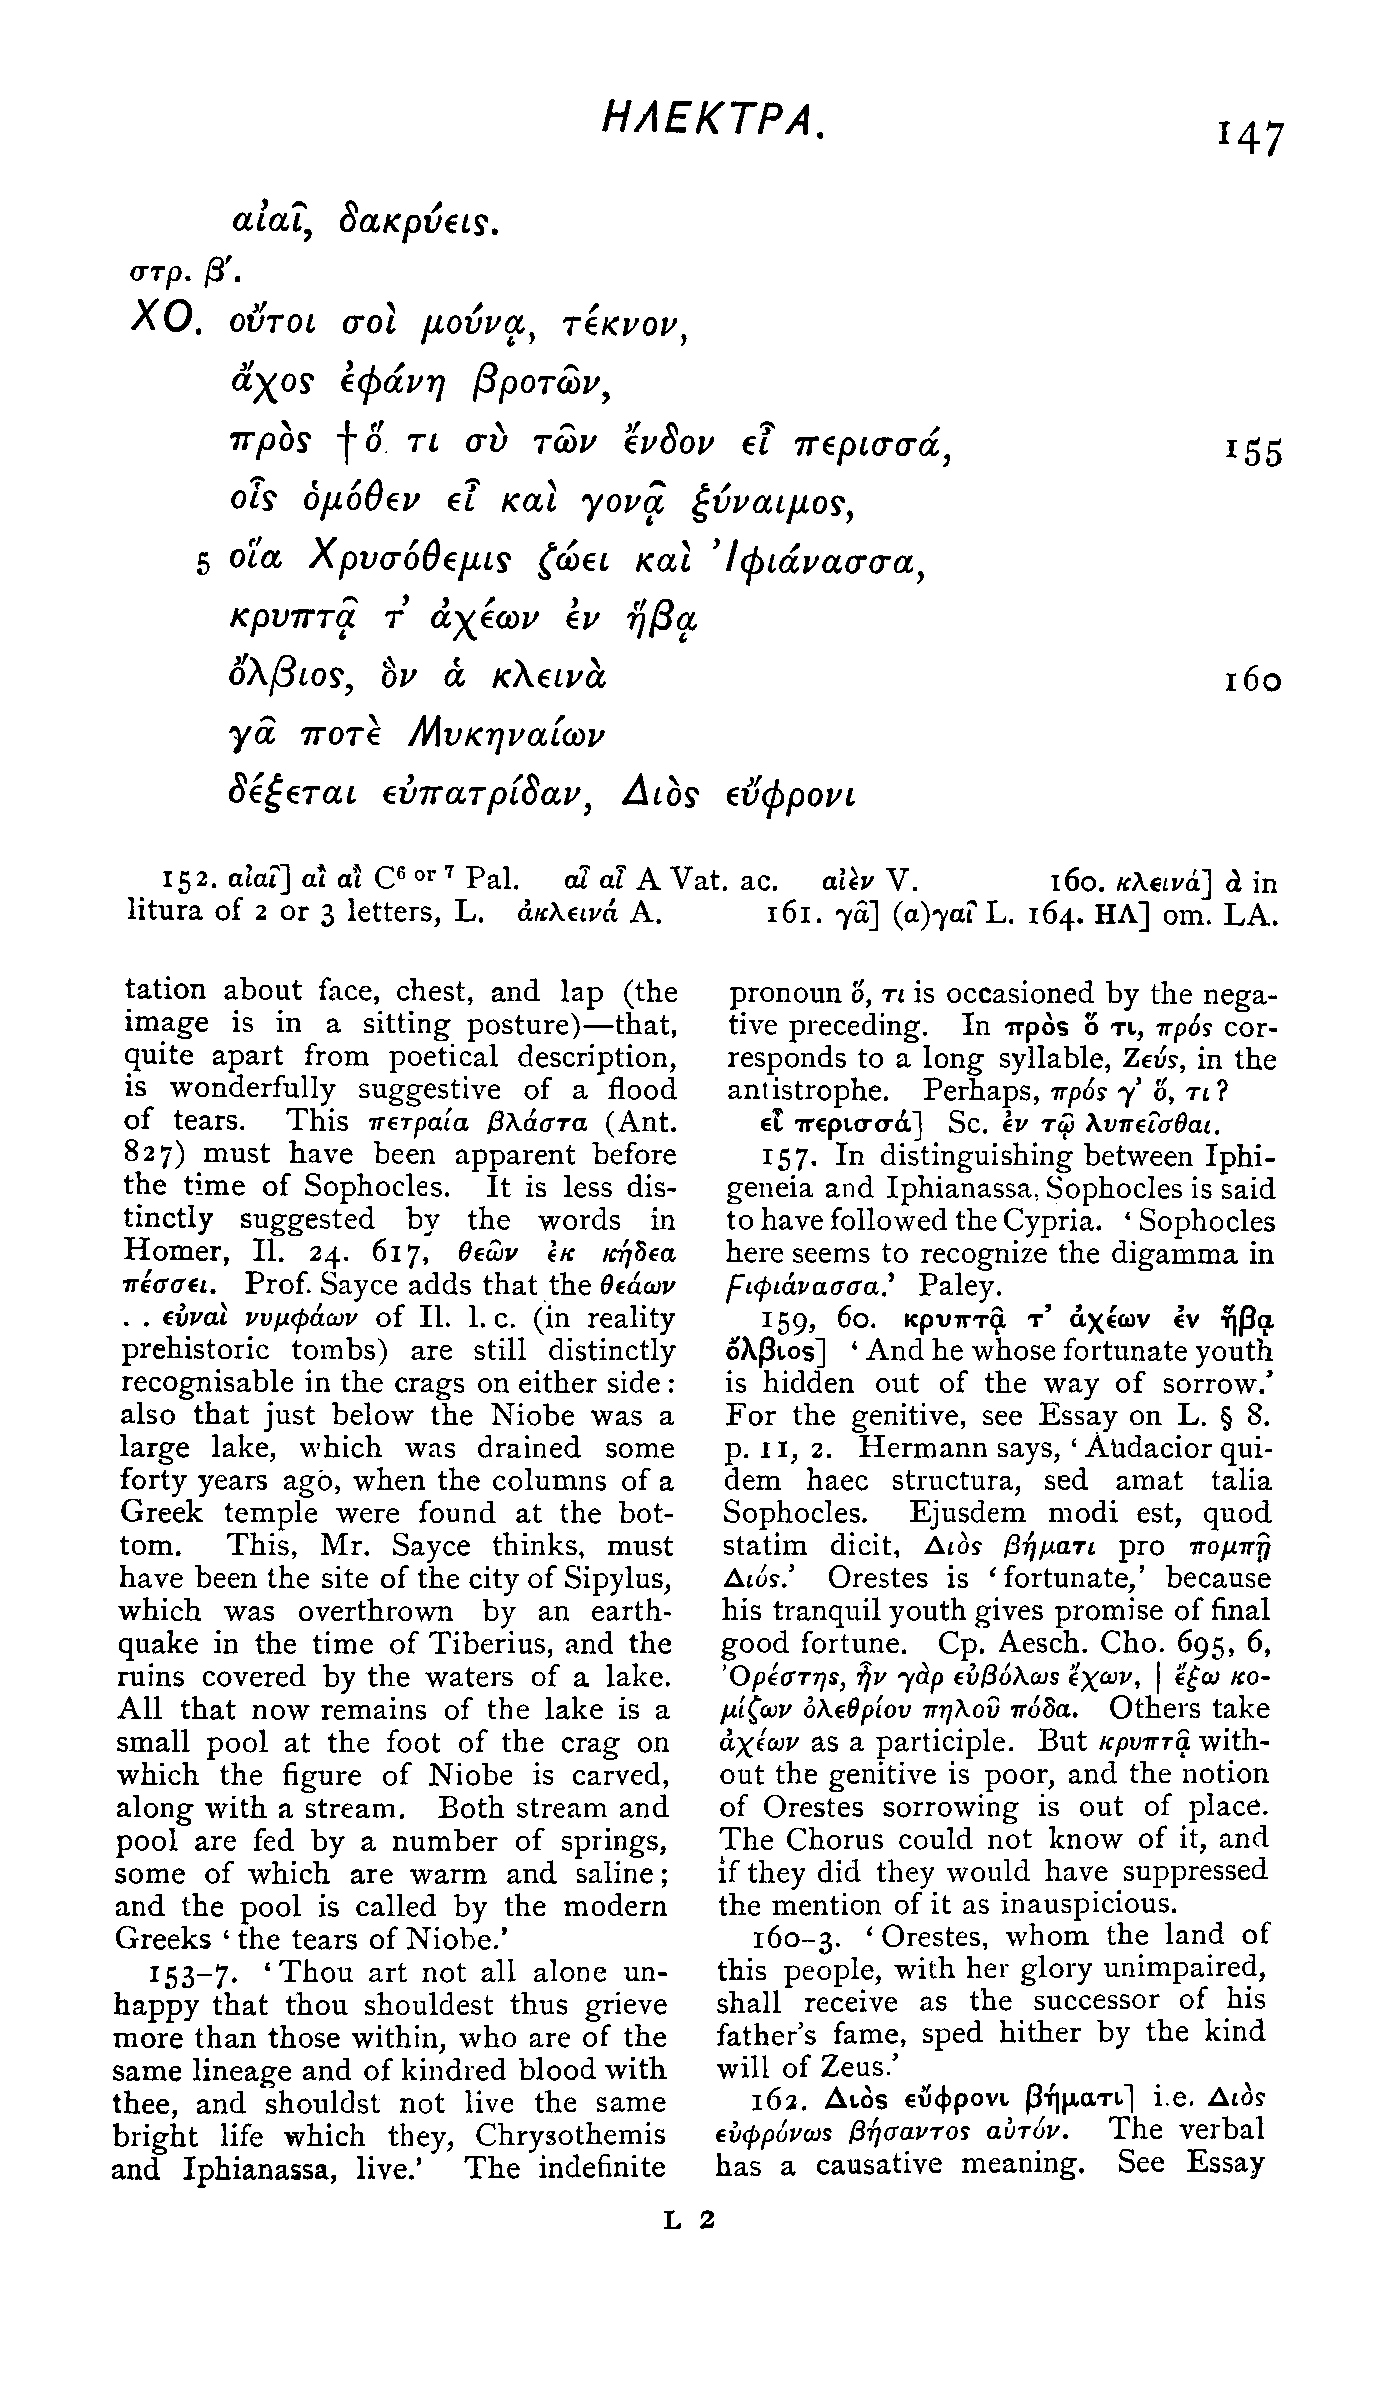 ΗΛΕΚΤΡΑ.
147
αἰαῖ, δακρύεις.
στρ. β΄.
ΧΟ. οὔτοι σοὶ μούνᾳ, τέκνον,
ἄχος ἐφάνη βροτῶν,
πρὸς †ὅ τι σὺ τῶν ἔνδον εἶ περισσά, 155
οἷς ὁμόθεν εἶ καὶ γονᾷ ξύναιμος,
5 οἵα Χρυσόθεμις ζώει καὶ Ἰφιάνασσα,
κρυπτᾷ τ’ ἀχέων ἐν ἥβᾳ
ὄλβιος, ὃν ἁ κλεινὰ 160
γᾶ ποτὲ Μυκηναίων
δέξεται εὐπατρίδαν, Διὸς εὔφρονι
152. αἰαῖ] αἲ αἲ C⁶ ᵒʳ ⁷ Pal. αἶ αἶ A Vat. ac. αἰὲν V. 160. κλεινά] ὰ in
litura of 2 or 3 letters, L. ἀκλεινά A. 161. γᾶ] (α)γαῖ L. 164. ΗΛ] om. LA.
tation about face, chest, and lap (the
image is in a sitting posture)—that,
quite apart from poetical description,
is wonderfully suggestive of a flood
of tears. This πετραία βλάστα (Ant.
827) must have been apparent before
the time of Sophocles. It is less dis-
tinctly suggested by the words in
Homer, Il. 24. 617, θεῶν ἐκ κήδεα
πέσσει. Prof. Sayce adds that the θεάων
. . εὐναὶ νυμφάων of Il. l. c. (in reality
prehistoric tombs) are still distinctly
recognisable in the crags on either side:
also that just below the Niobe was a
large lake, which was drained some
forty years ago, when the columns of a
Greek temple were found at the bot-
tom. This, Mr. Sayce thinks, must
have been the site of the city of Sipylus,
which was overthrown by an earth-
quake in the time of Tiberius, and the
ruins covered by the waters of a lake.
All that now remains of the lake is a
small pool at the foot of the crag on
which the figure of Niobe is carved,
along with a stream. Both stream and
pool are fed by a number of springs,
some of which are warm and saline;
and the pool is called by the modern
Greeks ‘the tears of Niobe.’
153-7. ‘Thou art not all alone un-
happy that thou shouldest thus grieve
more than those within, who are of the
same lineage and of kindred blood with
thee, and shouldst not live the same
bright life which they, Chrysothemis
and Iphianassa, live.’ The indefinite
pronoun ὅ, τι is occasioned by the nega-
tive preceding. In πρὸς ὅ τι, πρός cor-
responds to a long syllable, Ζεύς, in the
antistrophe. Perhaps, πρός γ’ ὅ, τι?
εἶ περισσά] Sc. ἐν τῷ λυπεῖσθαι.
157. In distinguishing between Iphi-
geneia and Iphianassa, Sophocles is said
to have followed the Cypria. ‘Sophocles
here seems to recognize the digamma in
ϝιφιάνασσα.’ Paley.
159, 60. κρυπτᾷ τ’ ἀχέων ἐν ἥβᾳ
ὄλβιος] ‘And he whose fortunate youth
is hidden out of the way of sorrow.’
For the genitive, see Essay on L. § 8.
p. 11, 2. Hermann says, ‘Audacior qui-
dem haec structura, sed amat talia
Sophocles. Ejusdem modi est, quod
statim dicit, Διὸς βήματι pro πομπῇ
Διός.’ Orestes is ‘fortunate,’ because
his tranquil youth gives promise of final
good fortune. Cp. Aesch. Cho. 695, 6,
Ὀρέστης, ἦν γὰρ εὐβόλως ἔχων, | ἔξω κο-
μίζων ὀλεθρίου πηλοῦ πόδα. Others take
ἀχέων as a participle. But κρυπτᾷ with-
out the genitive is poor, and the notion
of Orestes sorrowing is out of place.
The Chorus could not know of it, and
if they did they would have suppressed
the mention of it as inauspicious.
160-3. ‘Orestes, whom the land of
this people, with her glory unimpaired,
shall receive as the successor of his
father’s fame, sped hither by the kind
will of Zeus.’
162. Διὸς εὔφρονι βήματι] i.e. Διὸς
εὐφρόνως βήσαντος αὐτόν. The verbal
has a causative meaning. See Essay
L 2